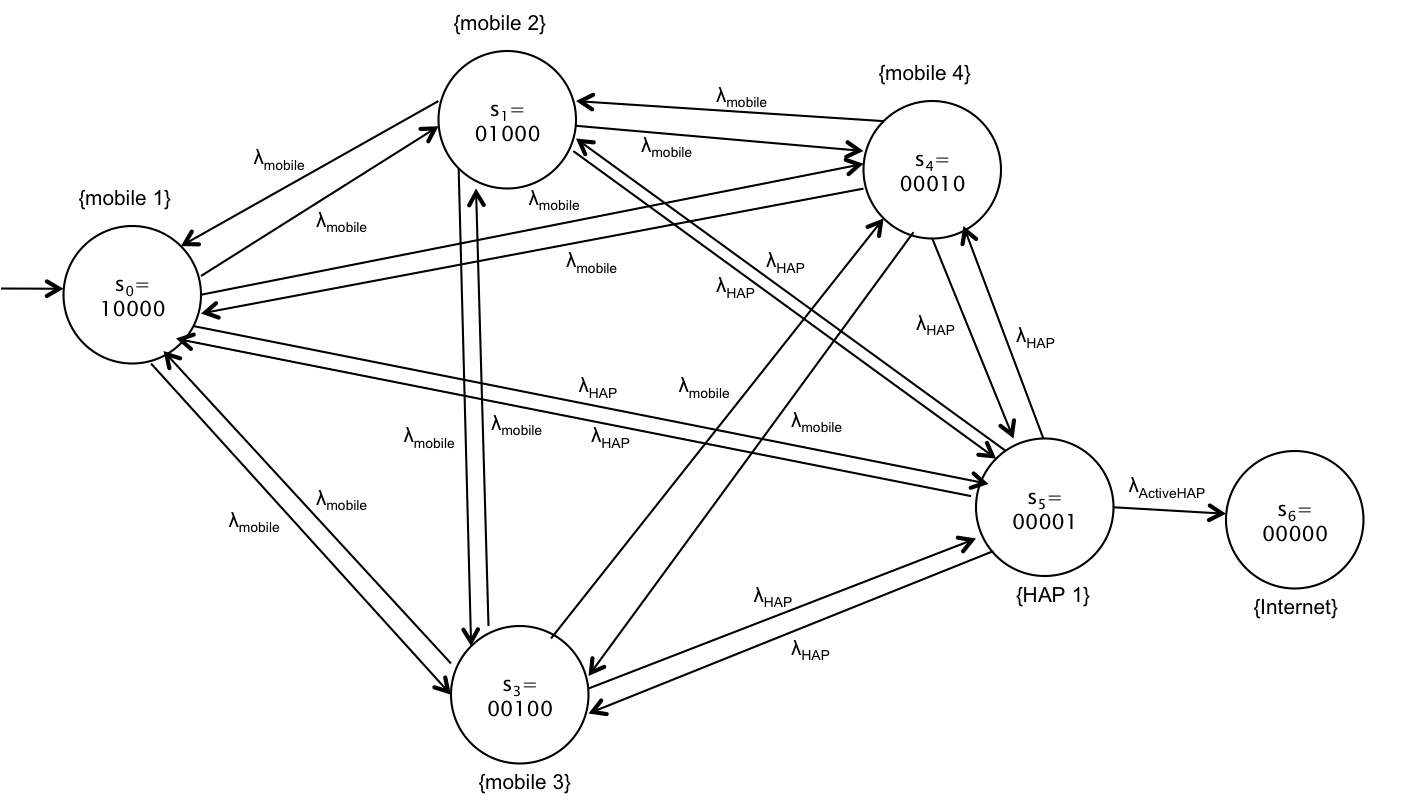 {mobile 2}
{mobile 4}
λmobile
s₁=
01000
λmobile
λmobile
s₄=
00010
{mobile 1}
λmobile
λmobile
λmobile
λHAP
s₀=
10000
λHAP
λHAP
λHAP
λHAP
λmobile
λmobile
λmobile
λmobile
λHAP
λActiveHAP
λmobile
λmobile
s₅=
00001
s₆=
00000
{HAP 1}
{Internet}
λHAP
λHAP
s₃=
00100
{mobile 3}